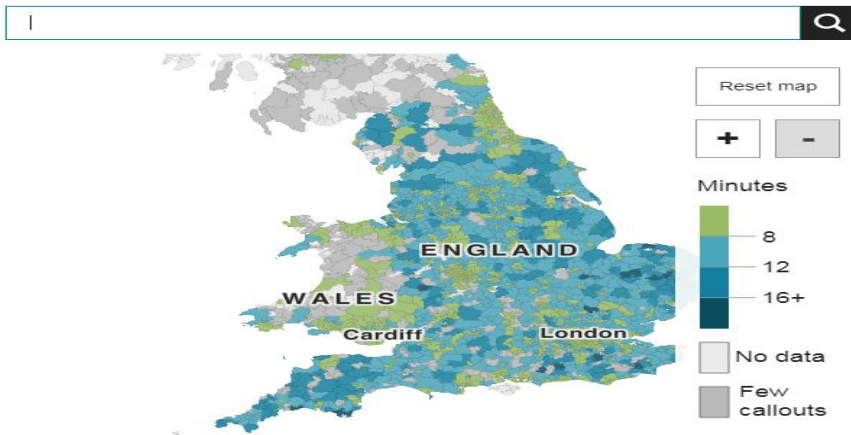 Reset map
+ -
Minutes
8
ENGLAND
12
WALES
16+
Cardiff London
No data
Few
callouts